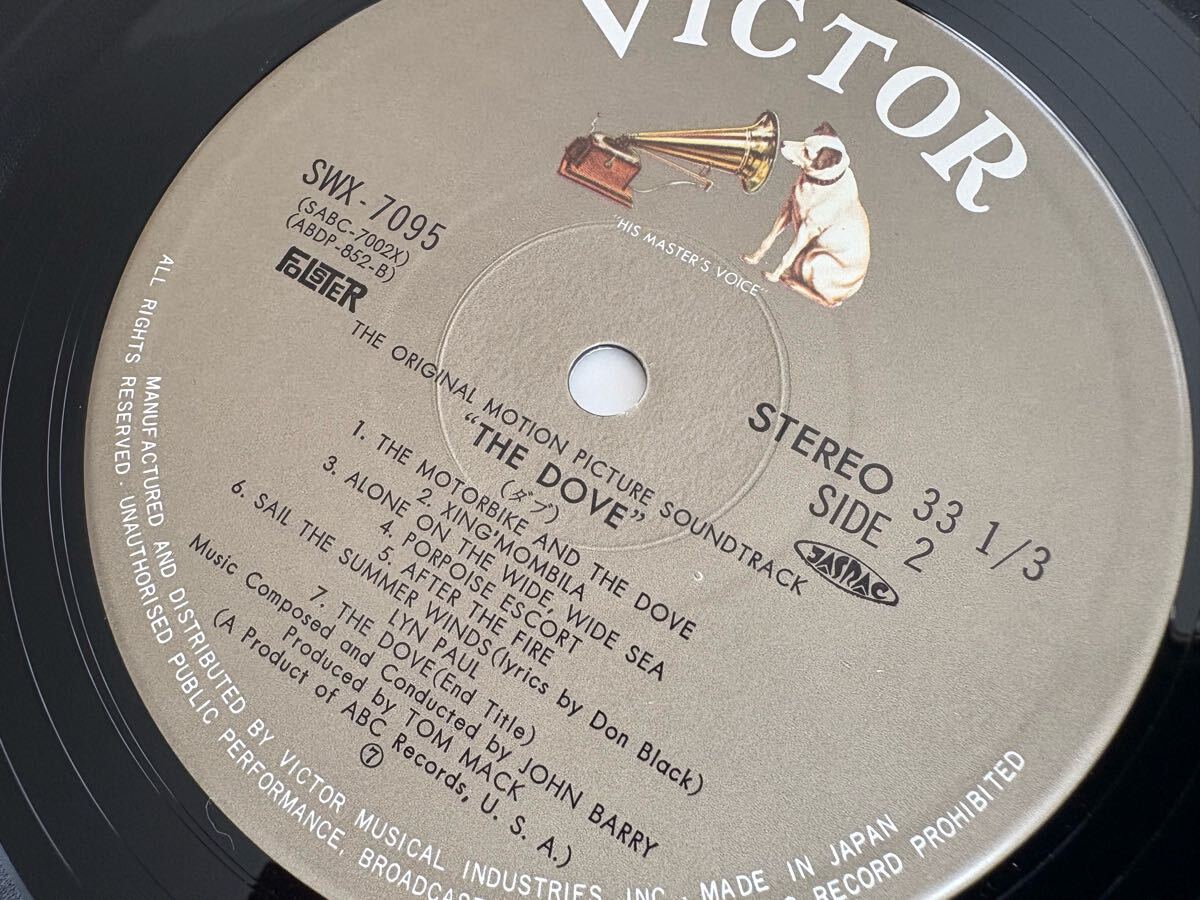 VICTOR
"HIS MASTER'S VOICE"
SWX-7095
(SABC-7002X)
(ABDP-852-B)
FOLSTER
STEREO 33 1/3
SIDE 2
JASRAC
THE ORIGINAL MOTION PICTURE SOUNDTRACK
"THE DOVE"
(ダブ)
1. THE MOTORBIKE AND THE DOVE
2. XING'MOMBILA
3. ALONE ON THE WIDE, WIDE SEA
4. PORPOISE ESCORT
5. AFTER THE FIRE
LYN PAUL
6. SAIL THE SUMMER WINDS (lyrics by Don Black)
7. THE DOVE (End Title)
Music Composed and Conducted by JOHN BARRY
Produced by TOM MACK
(A Product of ABC Records, U. S. A.)
⑦
ALL RIGHTS MANUFACTURED AND DISTRIBUTED BY VICTOR MUSICAL INDUSTRIES, INC. MADE IN JAPAN
RESERVED · UNAUTHORISED PUBLIC PERFORMANCE, BROADCAST RECORD PROHIBITED